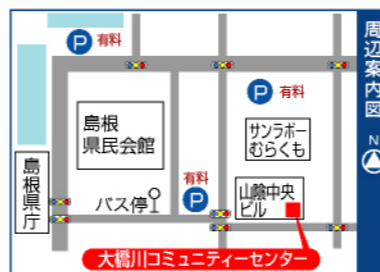 周辺案内図
N
P 有料
P 有料
島根
県民会館
サンラポー
むらくも
島根県庁
バス停
有料
P
山陰中央
ビル
大橋川コミュニティーセンター